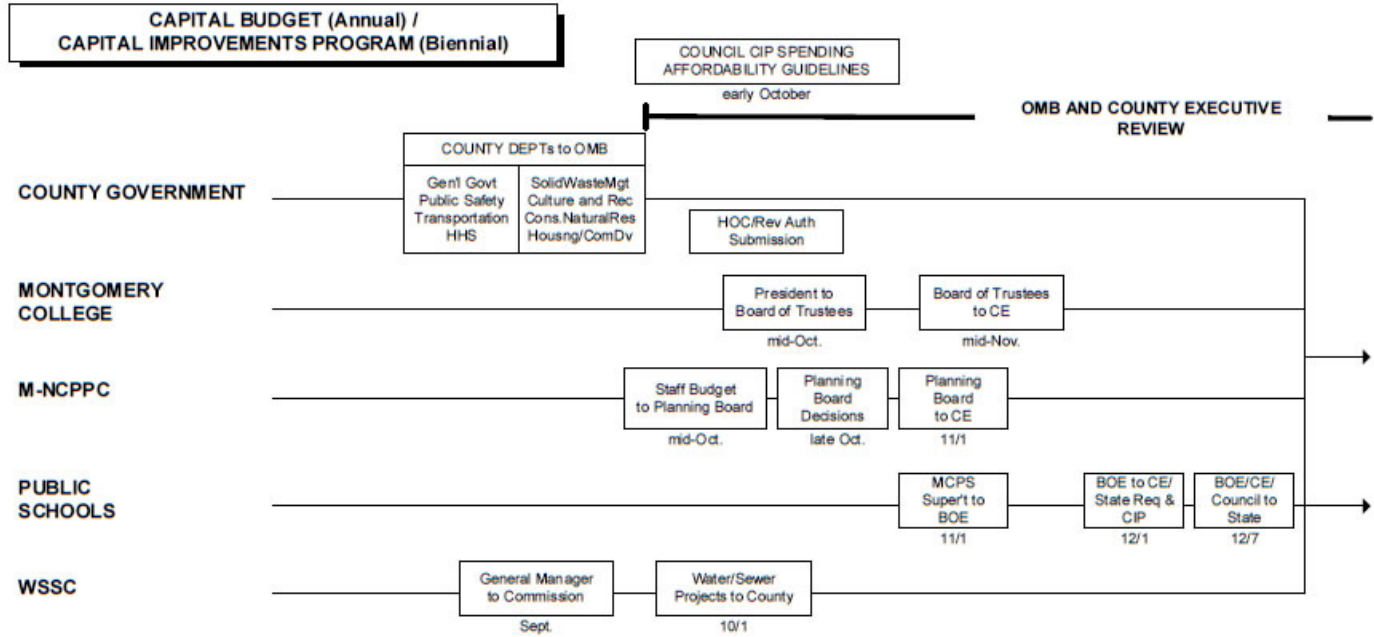 CAPITAL BUDGET (Annual) /
CAPITAL IMPROVEMENTS PROGRAM (Biennial)
COUNCIL CIP SPENDING
AFFORDABILITY GUIDELINES
early October
OMB AND COUNTY EXECUTIVE
REVIEW
COUNTY GOVERNMENT
COUNTY DEPTs to OMB
Gen'l Govt
Public Safety
Transportation
HHS
SolidWasteMgt
Culture and Rec
Cons.NaturalRes
Housng/ComDv
HOC/Rev Auth
Submission
MONTGOMERY
COLLEGE
President to
Board of Trustees
mid-Oct.
Board of Trustees
to CE
mid-Nov.
M-NCPPC
Staff Budget
to Planning Board
mid-Oct.
Planning
Board
Decisions
late Oct.
Planning
Board
to CE
11/1
PUBLIC
SCHOOLS
MCPS
Super't to
BOE
11/1
BOE to CE/
State Req &
CIP
12/1
BOE/CE/
Council to
State
12/7
WSSC
General Manager
to Commission
Sept.
Water/Sewer
Projects to County
10/1